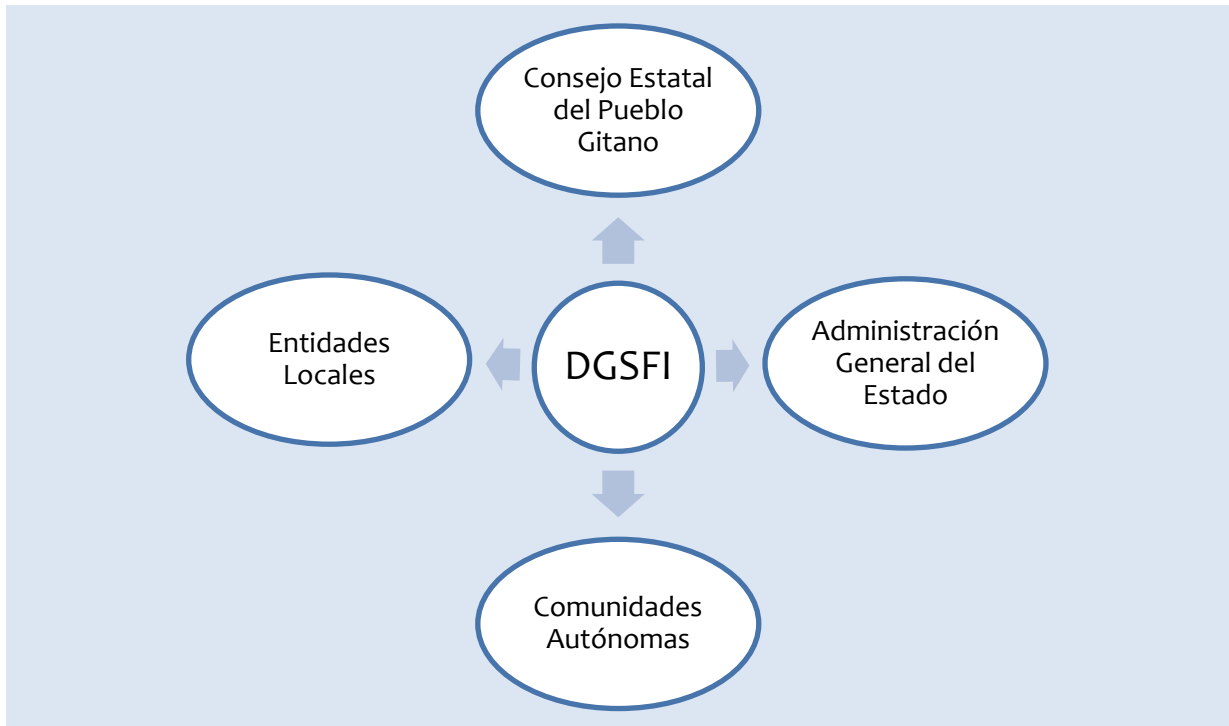 Consejo Estatal
del Pueblo
Gitano
Entidades
Locales
DGSFI
Administración
General del
Estado
Comunidades
Autónomas